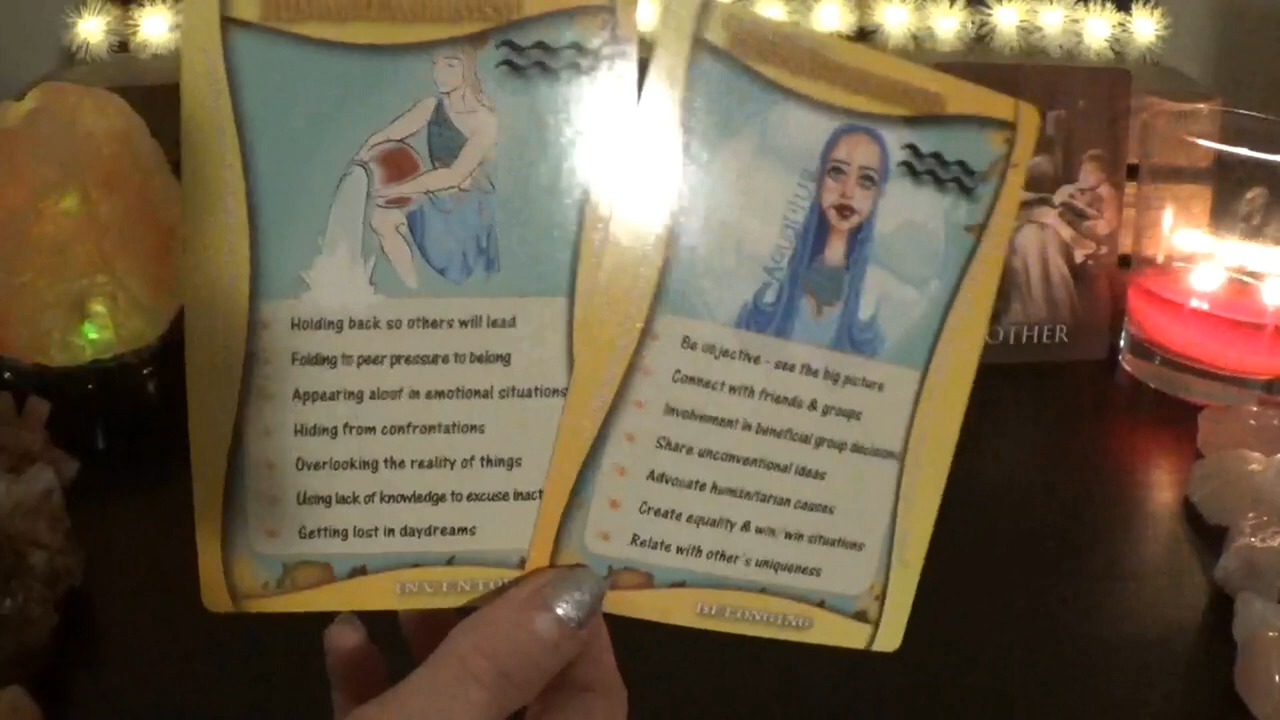 Holding back so others will lead
Folding to peer pressure to belong
Appearing aloof in emotional situations
Hiding from confrontations
Overlooking the reality of things
Using lack of knowledge to excuse inact
Getting lost in daydreams
INVENTO
AQUARIUS
Be objective - see the big picture
Connect with friends & groups
Involvement in beneficial group decisions
Share unconventional ideas
Advocate humanitarian causes
Create equality & win/win situations
Relate with other's uniqueness
BELONGING
OTHER